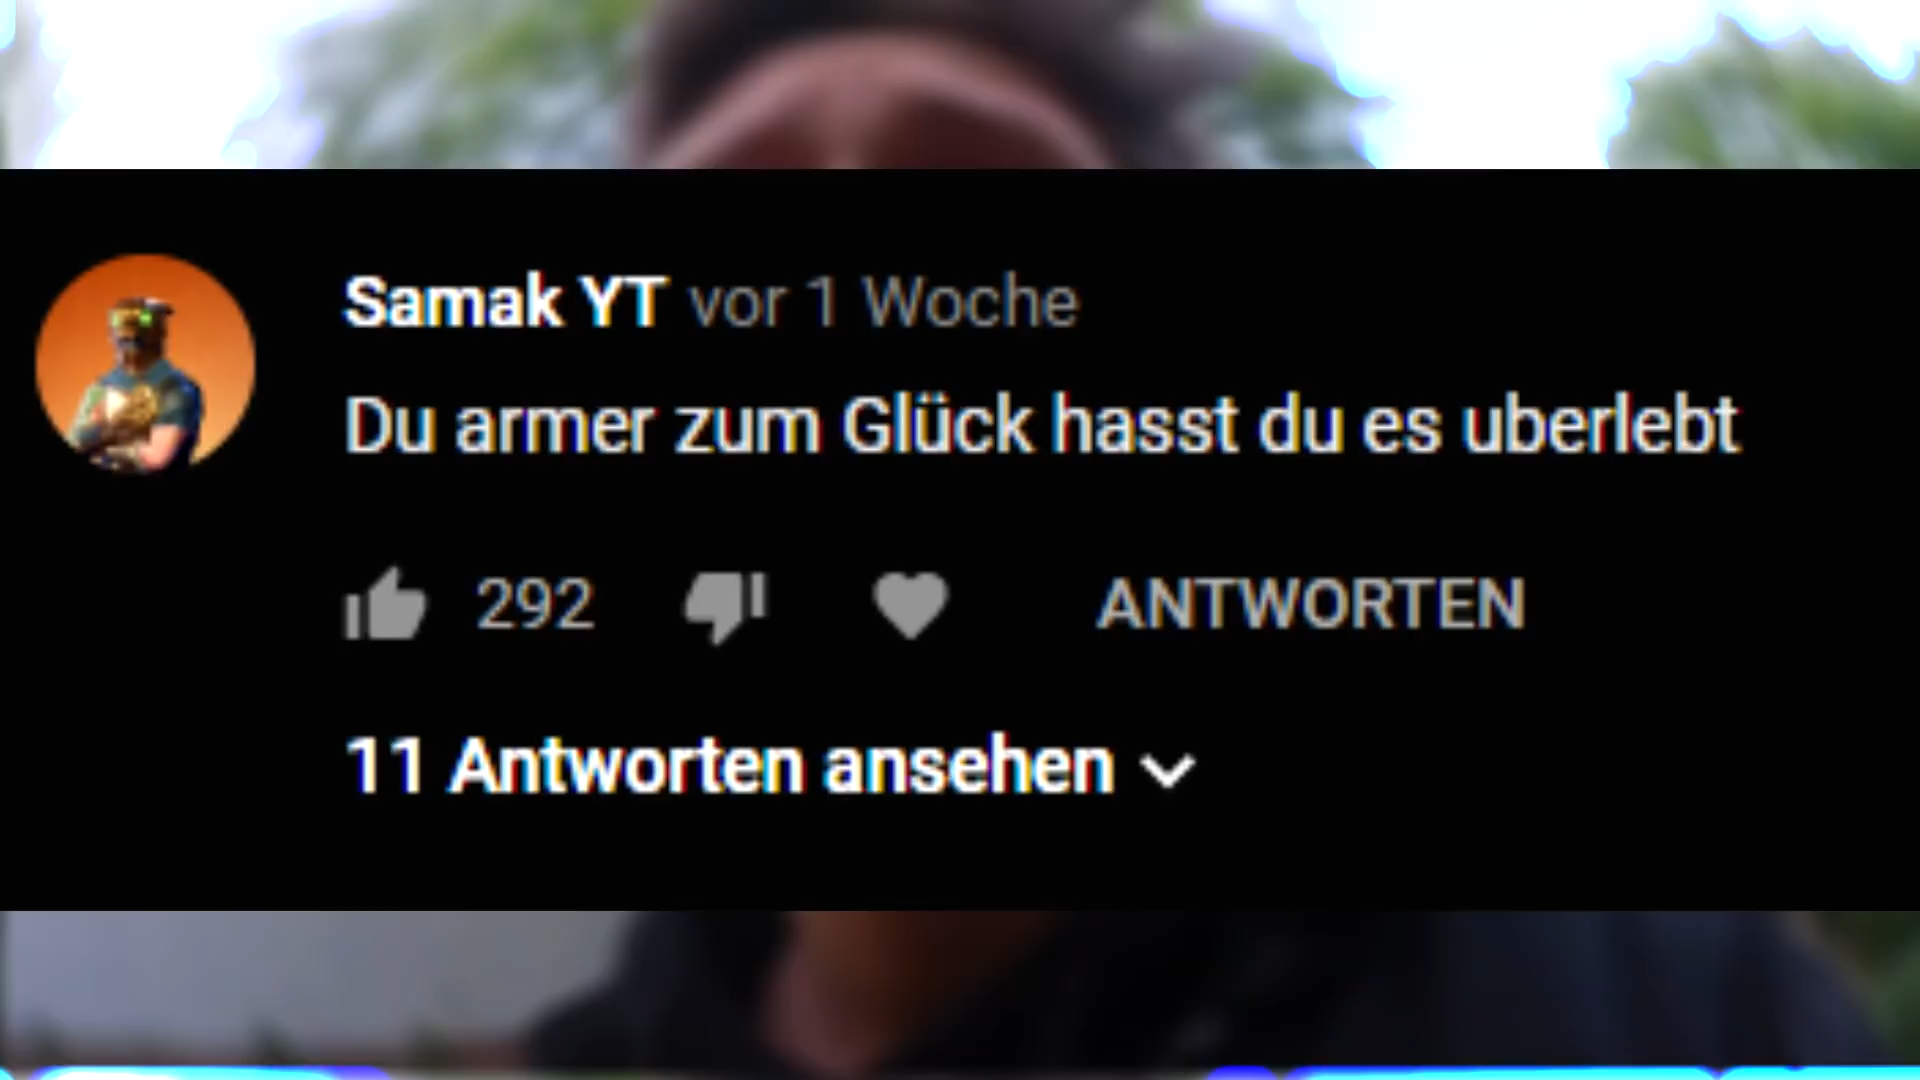 Samak YT vor 1 Woche
Du armer zum Glück hasst du es uberlebt
292 ANTWORTEN
11 Antworten ansehen